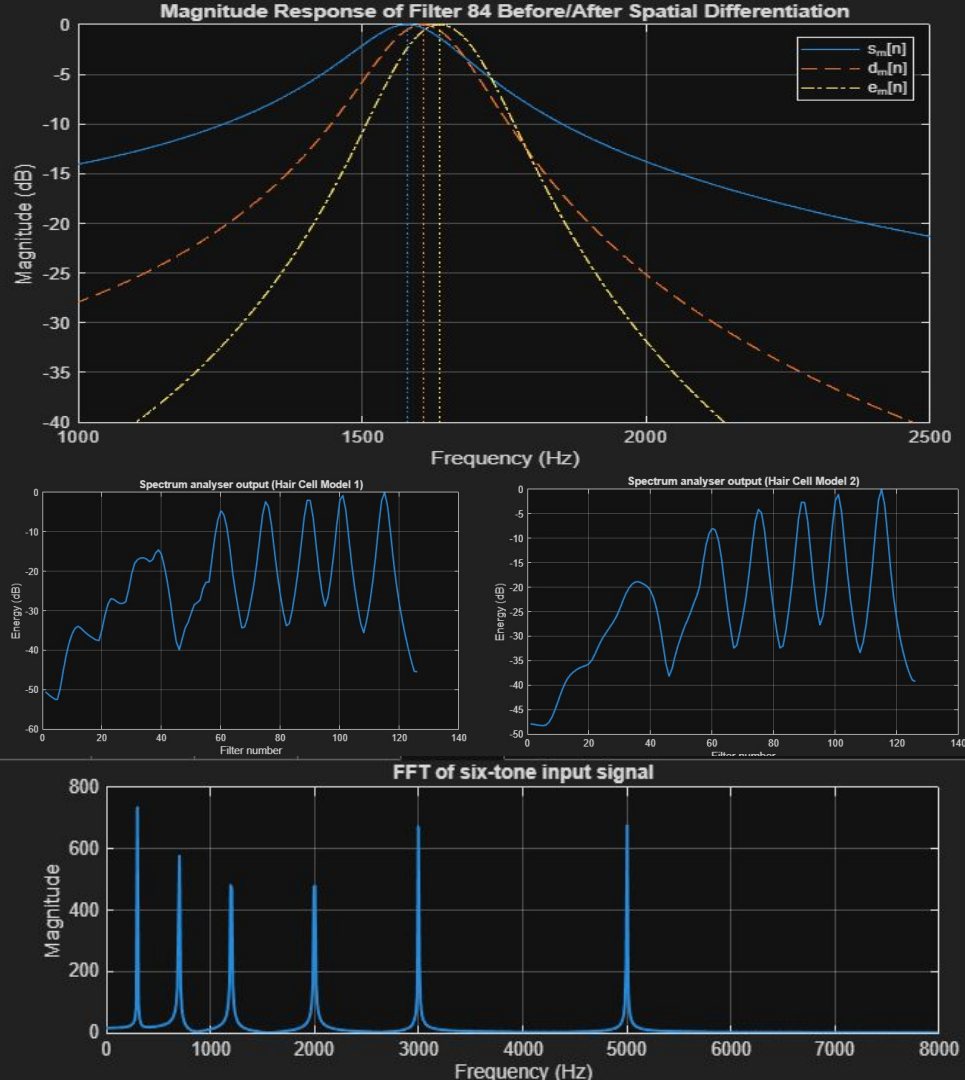 Magnitude Response of Filter 84 Before/After Spatial Differentiation
0
-5
-10
-15
-20
-25
-30
-35
-40
Magnitude (dB)
sm[n]
dm[n]
em[n]
1000 1500 2000 2500
Frequency (Hz)
Spectrum analyser output (Hair Cell Model 1)
0
-10
-20
-30
-40
-50
-60
Energy (dB)
0 20 40 60 80 100 120 140
Filter number
Spectrum analyser output (Hair Cell Model 2)
0
-5
-10
-15
-20
-25
-30
-35
-40
-45
-50
Energy (dB)
0 20 40 60 80 100 120 140
Filter number
FFT of six-tone input signal
800
600
400
200
0
Magnitude
0 1000 2000 3000 4000 5000 6000 7000 8000
Frequency (Hz)